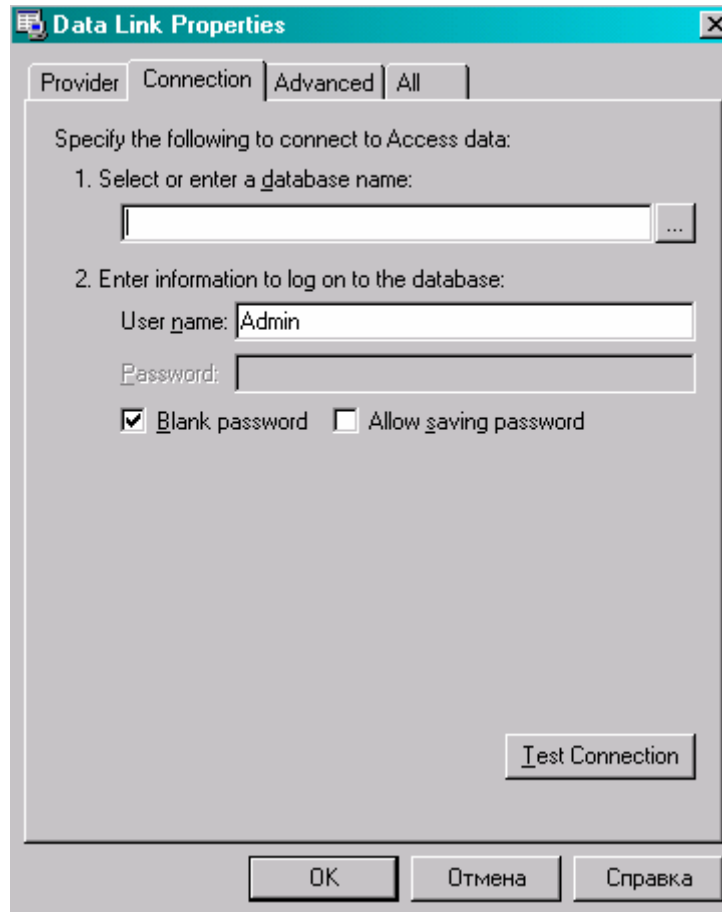 Data Link Properties
Provider Connection Advanced All
Specify the following to connect to Access data:
1. Select or enter a database name:
...
2. Enter information to log on to the database:
User name: Admin
Password:
Blank password Allow saving password
Test Connection
OK Отмена Справка